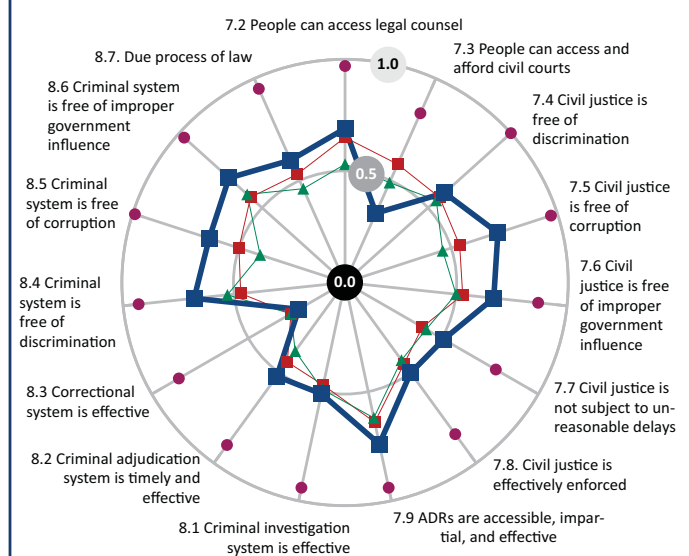 7.2 People can access legal counsel
7.3 People can access and
afford civil courts
7.4 Civil justice is
free of
discrimination
7.5 Civil justice
is free of
corruption
7.6 Civil
justice is free
of improper
government
influence
7.7 Civil justice is
not subject to un-
reasonable delays
7.8. Civil justice is
effectively enforced
7.9 ADRs are accessible, impar-
tial, and effective
8.1 Criminal investigation
system is effective
8.2 Criminal adjudication
system is timely and
effective
8.3 Correctional
system is effective
8.4 Criminal
system is
free of
discrimination
8.5 Criminal
system is free
of corruption
8.6 Criminal system
is free of improper
government
influence
8.7. Due process of law
1.0
0.5
0.0